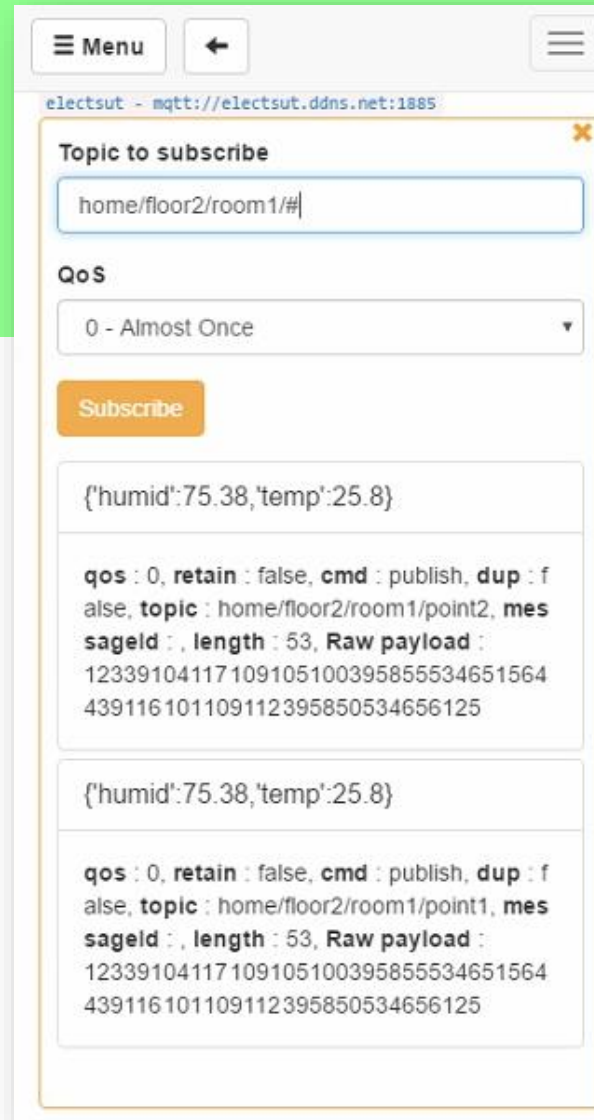 ☰ Menu
electsut - mqtt://electsut.ddns.net:1885
Topic to subscribe
home/floor2/room1/#
QoS
0 - Almost Once
Subscribe
{'humid':75.38,'temp':25.8}
qos : 0, retain : false, cmd : publish, dup : f
alse, topic : home/floor2/room1/point2, mes
sageId : , length : 53, Raw payload :
12339104117109105100395855534651564
439116101109112395850534656125
{'humid':75.38,'temp':25.8}
qos : 0, retain : false, cmd : publish, dup : f
alse, topic : home/floor2/room1/point1, mes
sageId : , length : 53, Raw payload :
12339104117109105100395855534651564
439116101109112395850534656125